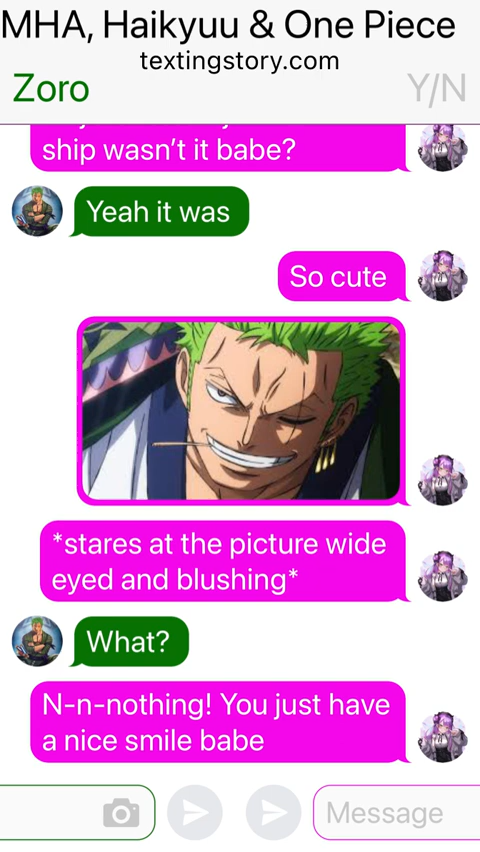 MHA, Haikyuu & One Piece
textingstory.com
Zoro
Y/N
ship wasn't it babe?
Yeah it was
So cute
*stares at the picture wide
eyed and blushing*
What?
N-n-nothing! You just have
a nice smile babe
Message